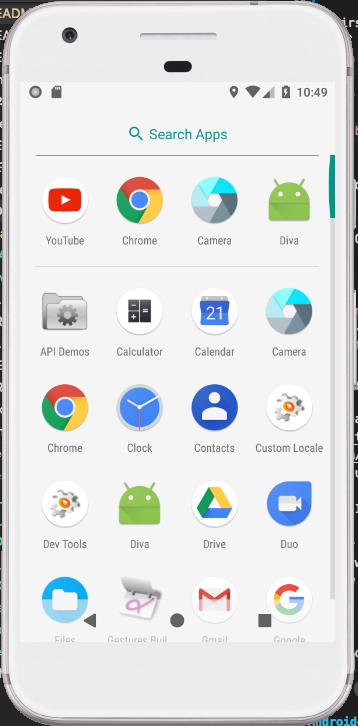 10:49
Search Apps
YouTube Chrome Camera Diva
21
API Demos Calculator Calendar Camera
Chrome Clock Contacts Custom Locale
Dev Tools Diva Drive Duo
Files Gestures Buil Gmail Google
ndroid